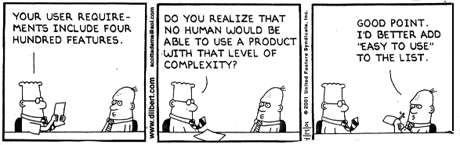 YOUR USER REQUIRE-
MENTS INCLUDE FOUR
HUNDRED FEATURES.
www.dilbert.com
scottadams@aol.com
DO YOU REALIZE THAT
NO HUMAN WOULD BE
ABLE TO USE A PRODUCT
WITH THAT LEVEL OF
COMPLEXITY?
© 2001 United Feature Syndicate, Inc.
GOOD POINT.
I'D BETTER ADD
"EASY TO USE"
TO THE LIST.